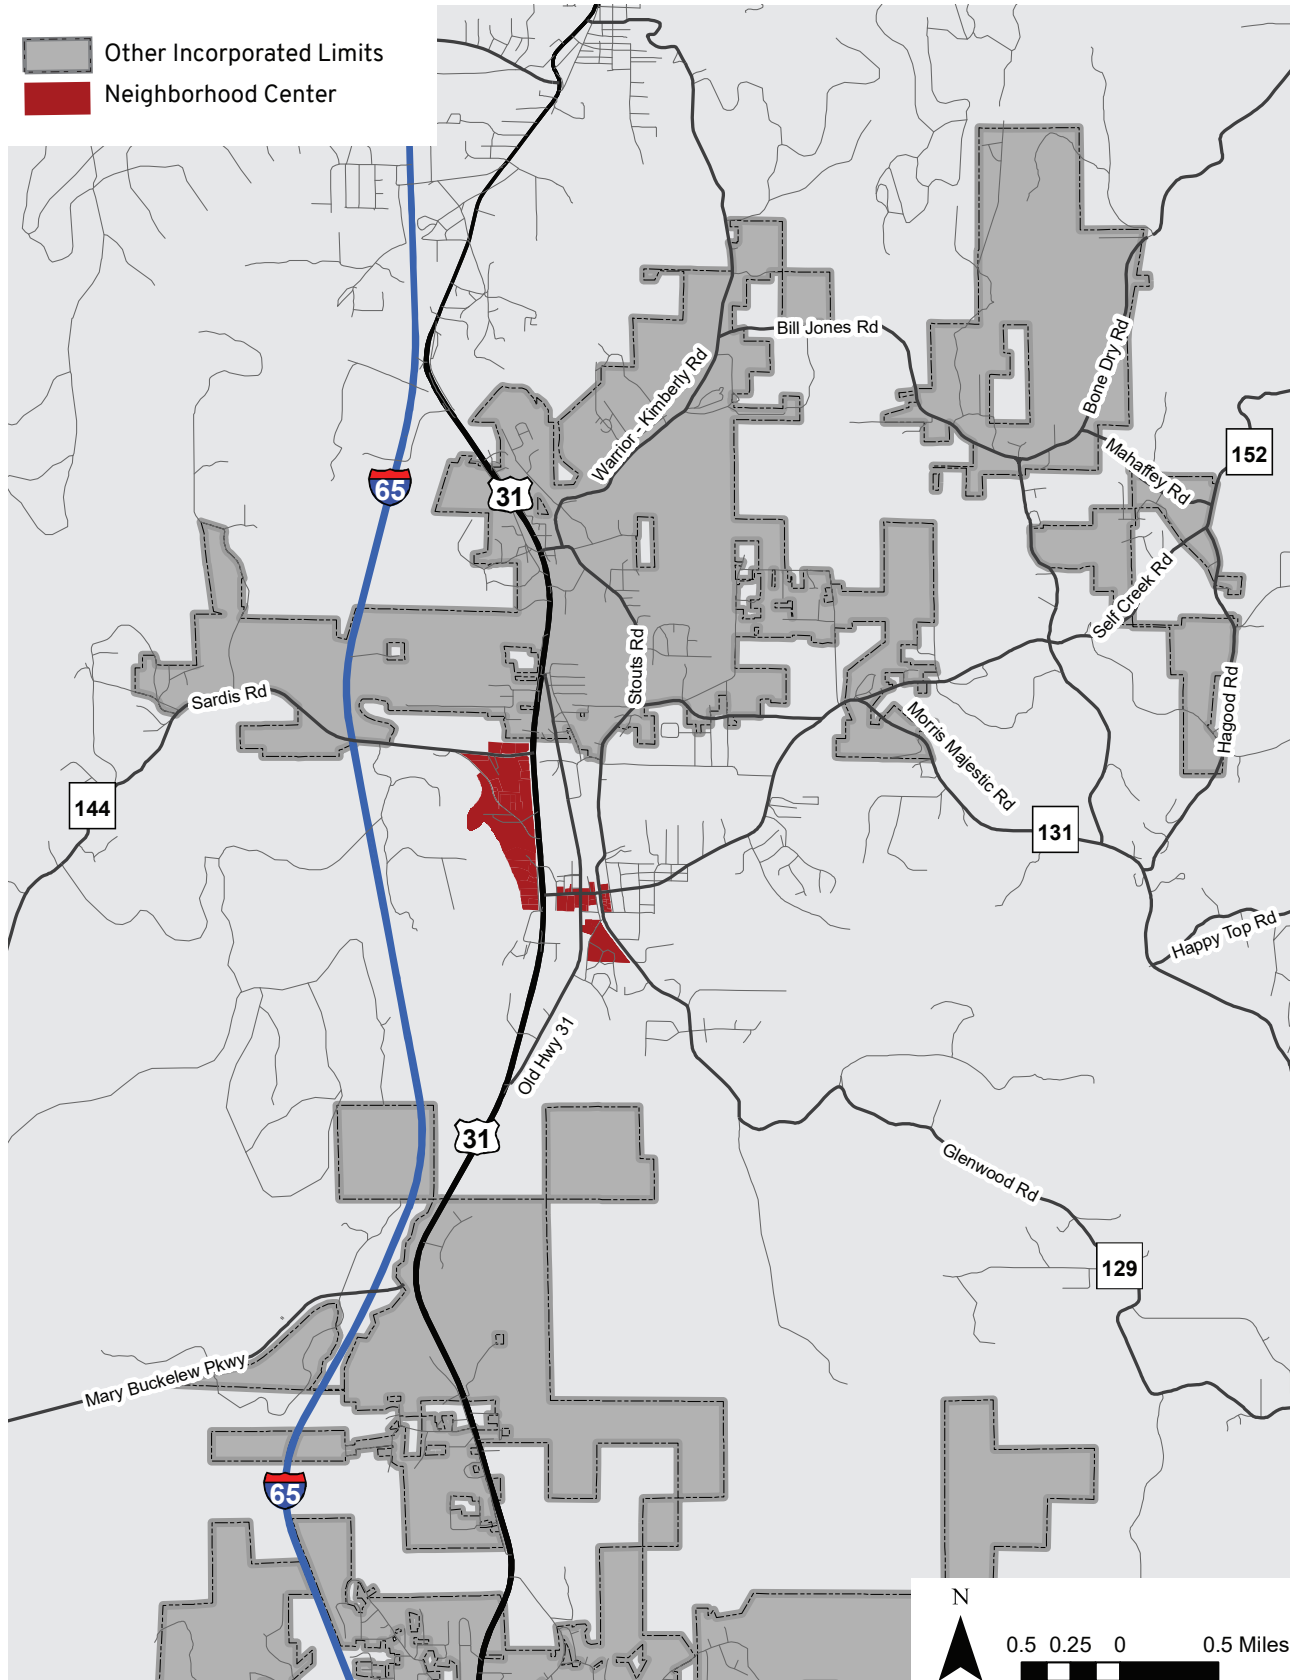 Other Incorporated Limits
Neighborhood Center
Bill Jones Rd
Bone Dry Rd
Warrior - Kimberly Rd
152
Mahaffey Rd
65
31
Self Creek Rd
Stouts Rd
Sardis Rd
Hagood Rd
Morris Majestic Rd
144
131
Happy Top Rd
Old Hwy 31
31
Glenwood Rd
129
Mary Buckelew Pkwy
65
N
0.5 0.25 0 0.5 Miles